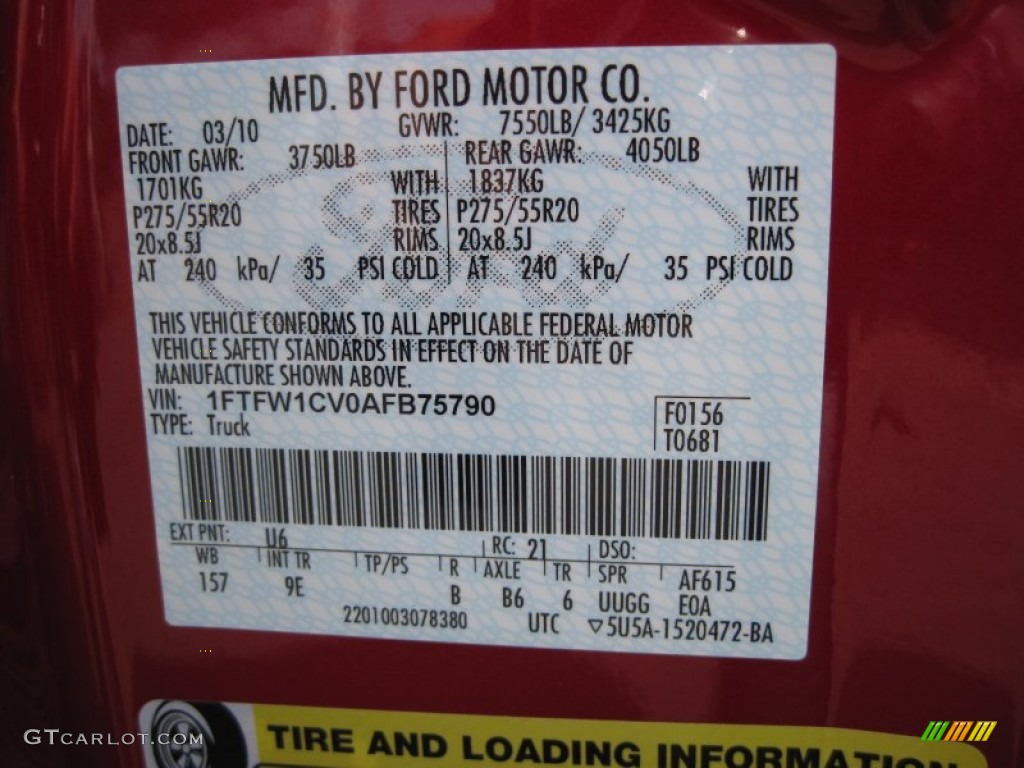 MFD. BY FORD MOTOR CO.
DATE: 03/10 GVWR: 7550LB/ 3425KG
FRONT GAWR: 3750LB REAR GAWR: 4050LB
1701KG WITH 1837KG WITH
P275/55R20 TIRES P275/55R20 TIRES
20x8.5J RIMS 20x8.5J RIMS
AT 240 kPa/ 35 PSI COLD AT 240 kPa/ 35 PSI COLD
Ford
THIS VEHICLE CONFORMS TO ALL APPLICABLE FEDERAL MOTOR
VEHICLE SAFETY STANDARDS IN EFFECT ON THE DATE OF
MANUFACTURE SHOWN ABOVE.
VIN: 1FTFW1CV0AFB75790 F0156
TYPE: Truck T0681
EXT PNT: U6 RC: 21 DSO:
WB INT TR TP/PS R AXLE TR SPR AF615
157 9E B B6 6 UUGG E0A
2201003078380 UTC ▽5U5A-1520472-BA
TIRE AND LOADING INFORMATION
GTCARLOT.COM